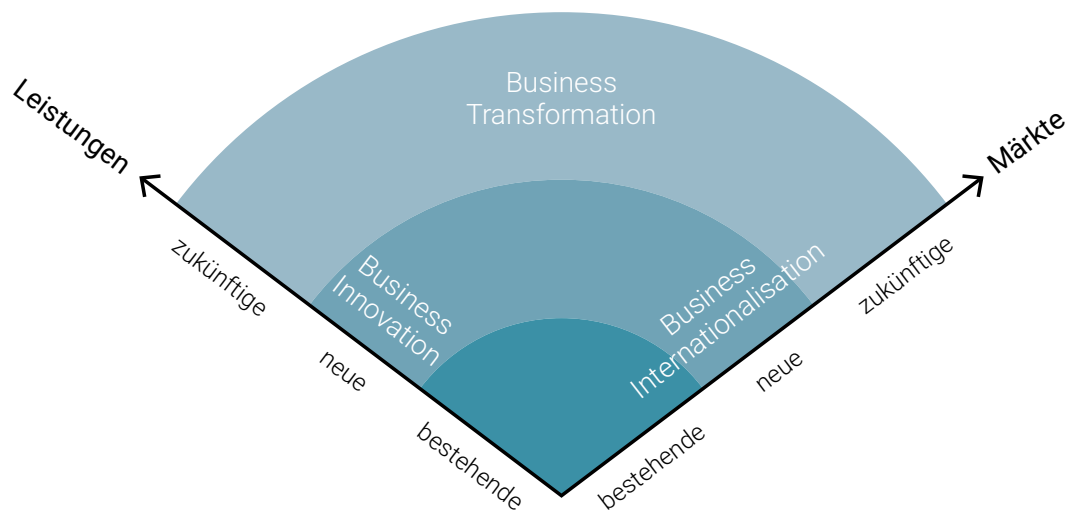 Business
Transformation
Leistungen
Märkte
zukünftige
Business
Innovation
Business
Internationalisation
zukünftige
neue
neue
bestehende
bestehende